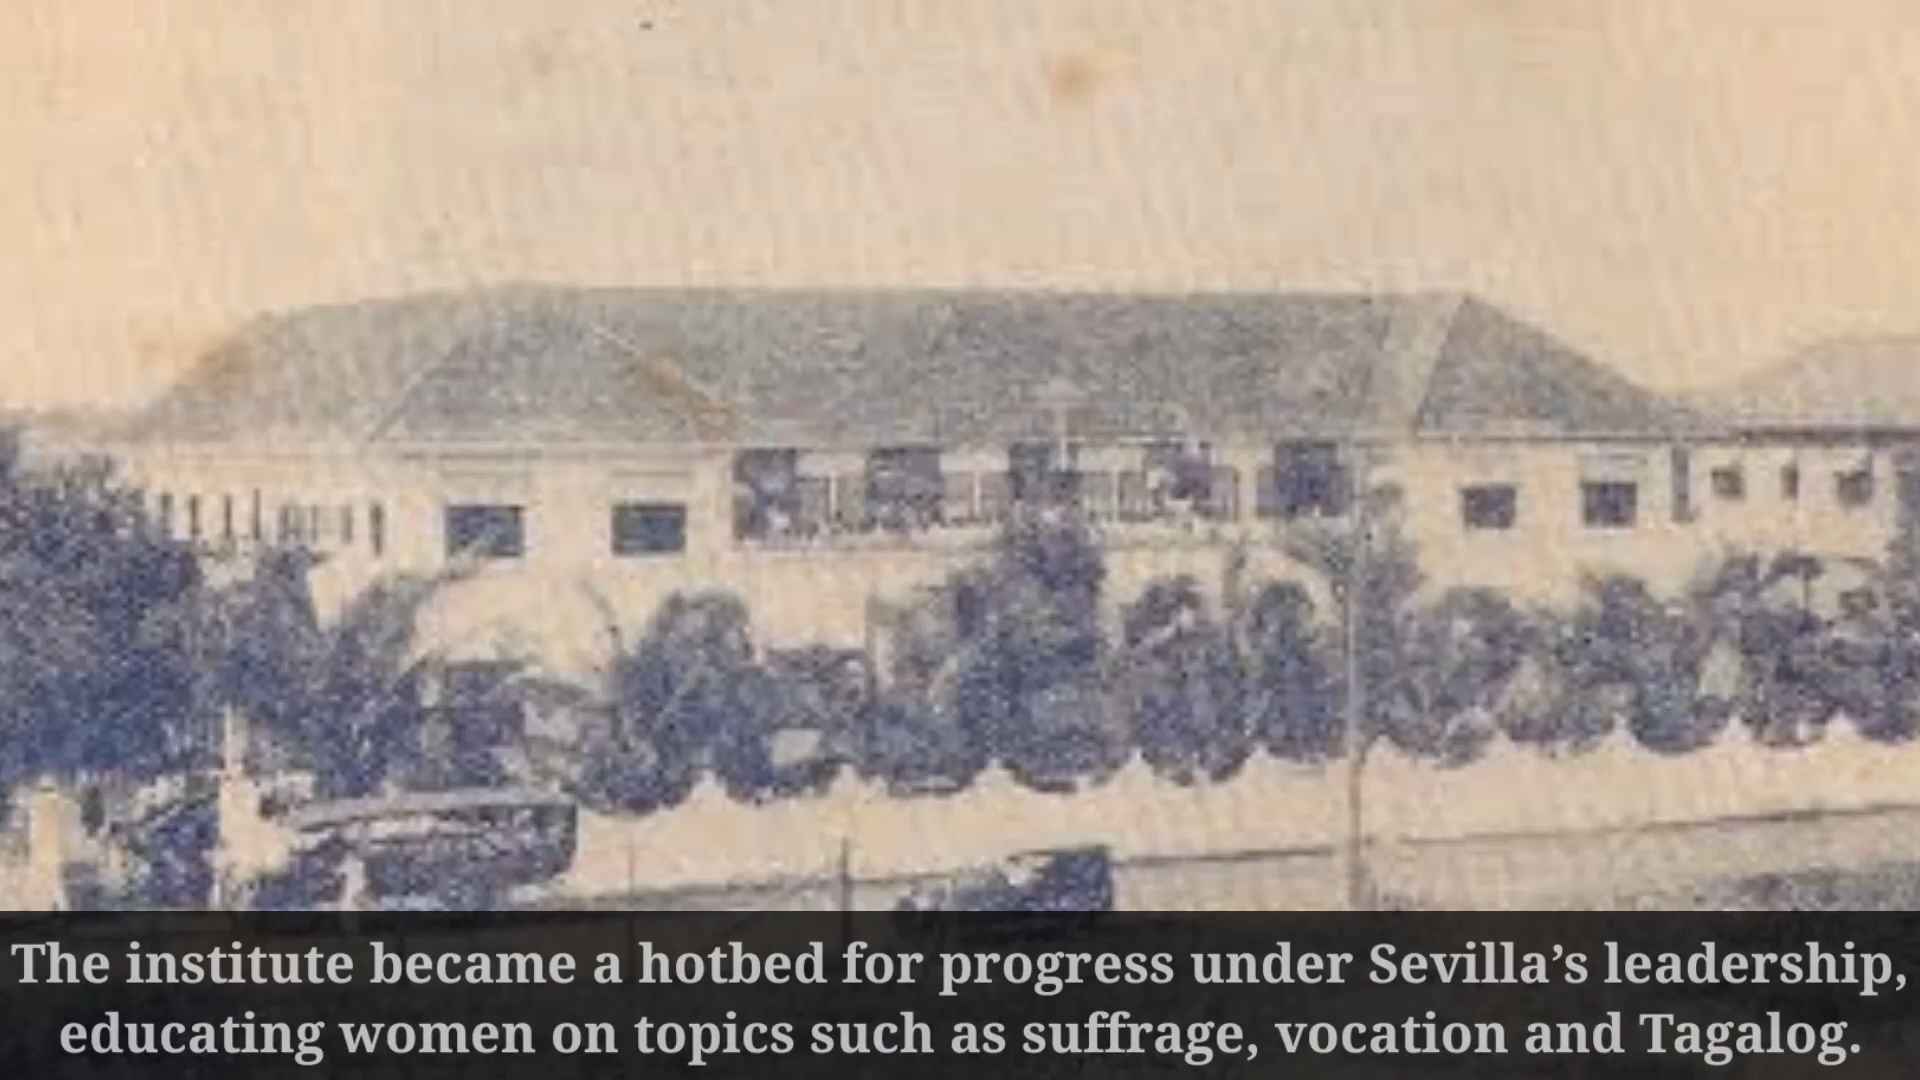 The institute became a hotbed for progress under Sevilla’s leadership,
educating women on topics such as suffrage, vocation and Tagalog.